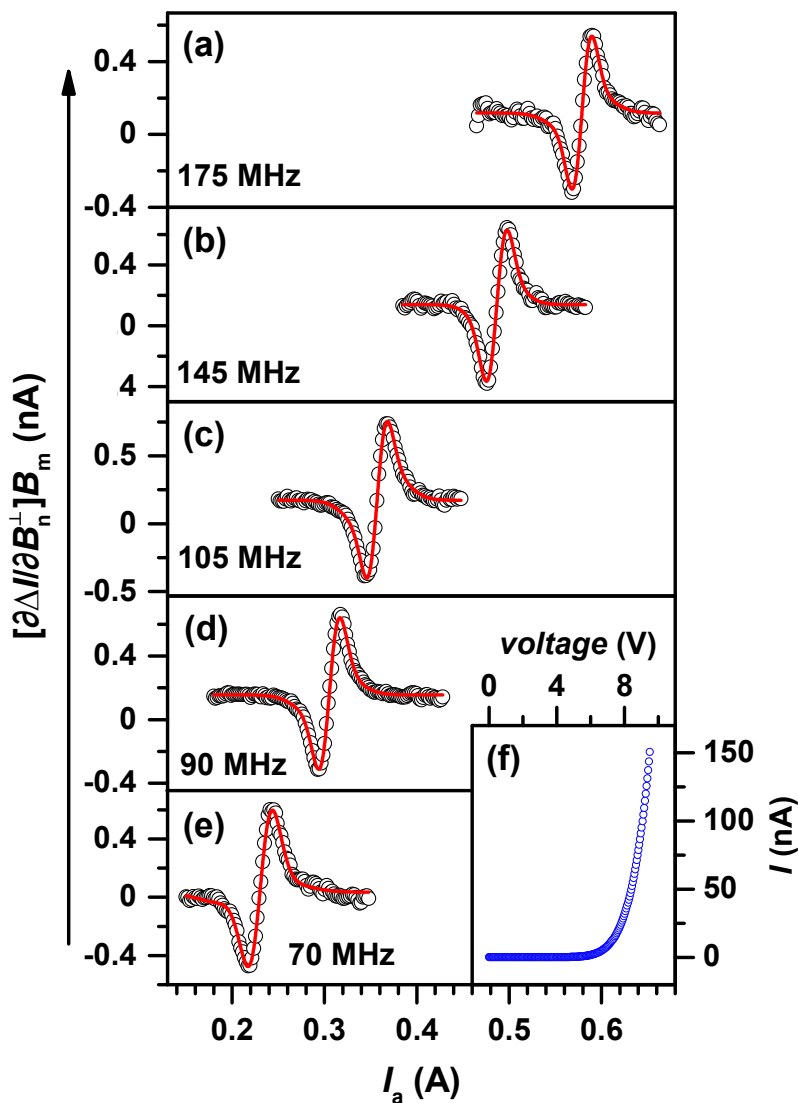 [∂ΔI/∂B⊥n]Bm (nA)
(a)
0.4
0
-0.4
175 MHz
(b)
0.4
0
4
145 MHz
(c)
0.5
0
-0.5
105 MHz
(d)
0.4
0
-0.4
90 MHz
(e)
0.4
0
-0.4
70 MHz
voltage (V)
0 4 8
(f)
150
100
50
0
I (nA)
0.2 0.3 0.4 0.5 0.6
Ia (A)